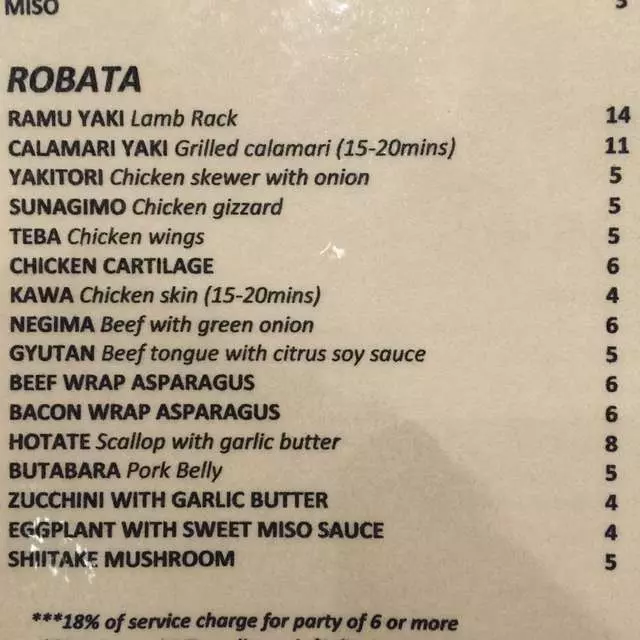 MISO 3
ROBATA
RAMU YAKI Lamb Rack 14
CALAMARI YAKI Grilled calamari (15-20mins) 11
YAKITORI Chicken skewer with onion 5
SUNAGIMO Chicken gizzard 5
TEBA Chicken wings 5
CHICKEN CARTILAGE 6
KAWA Chicken skin (15-20mins) 4
NEGIMA Beef with green onion 6
GYUTAN Beef tongue with citrus soy sauce 5
BEEF WRAP ASPARAGUS 6
BACON WRAP ASPARAGUS 6
HOTATE Scallop with garlic butter 8
BUTABARA Pork Belly 5
ZUCCHINI WITH GARLIC BUTTER 4
EGGPLANT WITH SWEET MISO SAUCE 4
SHIITAKE MUSHROOM 5
***18% of service charge for party of 6 or more